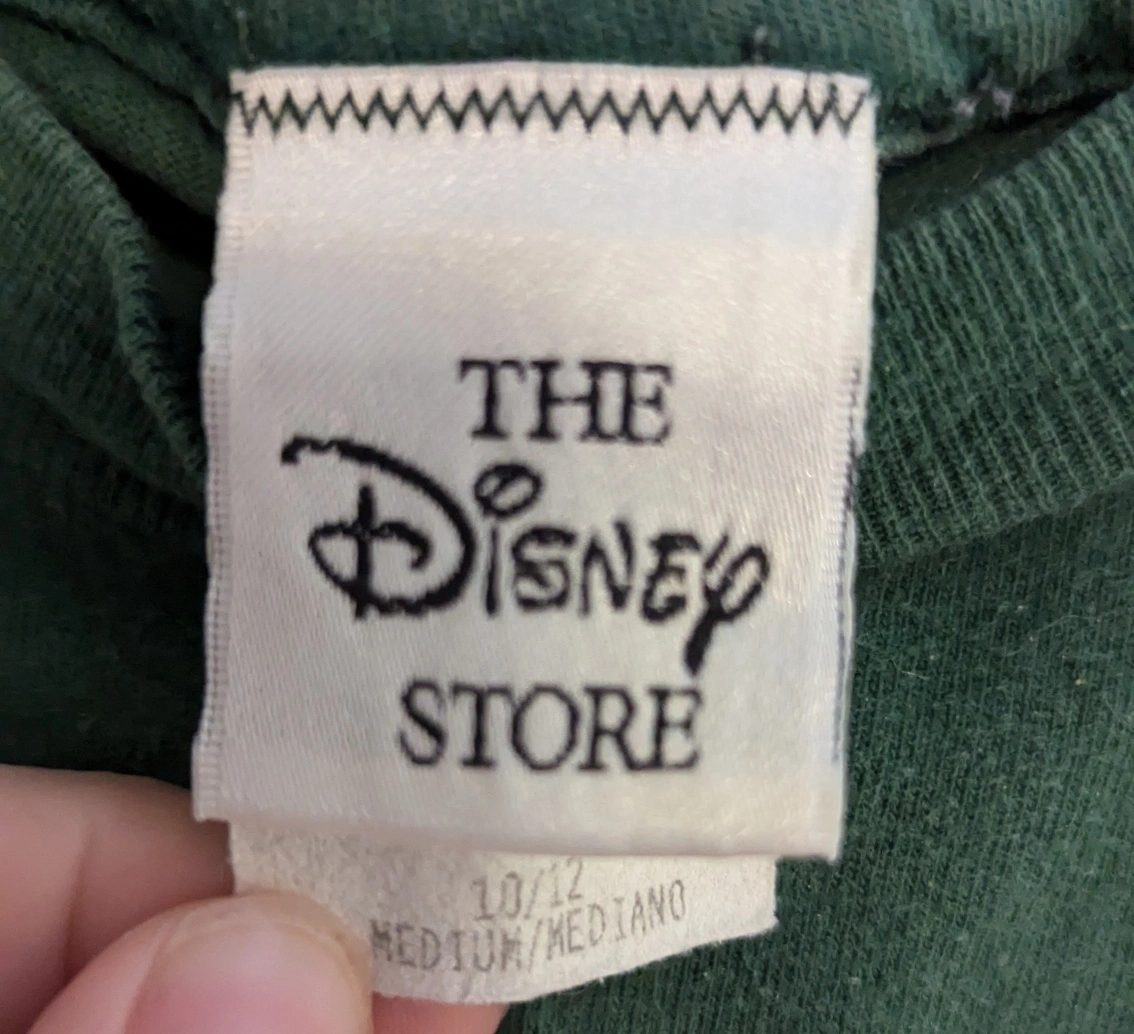 THE
Disney
STORE
10/12
MEDIUM/MEDIANO